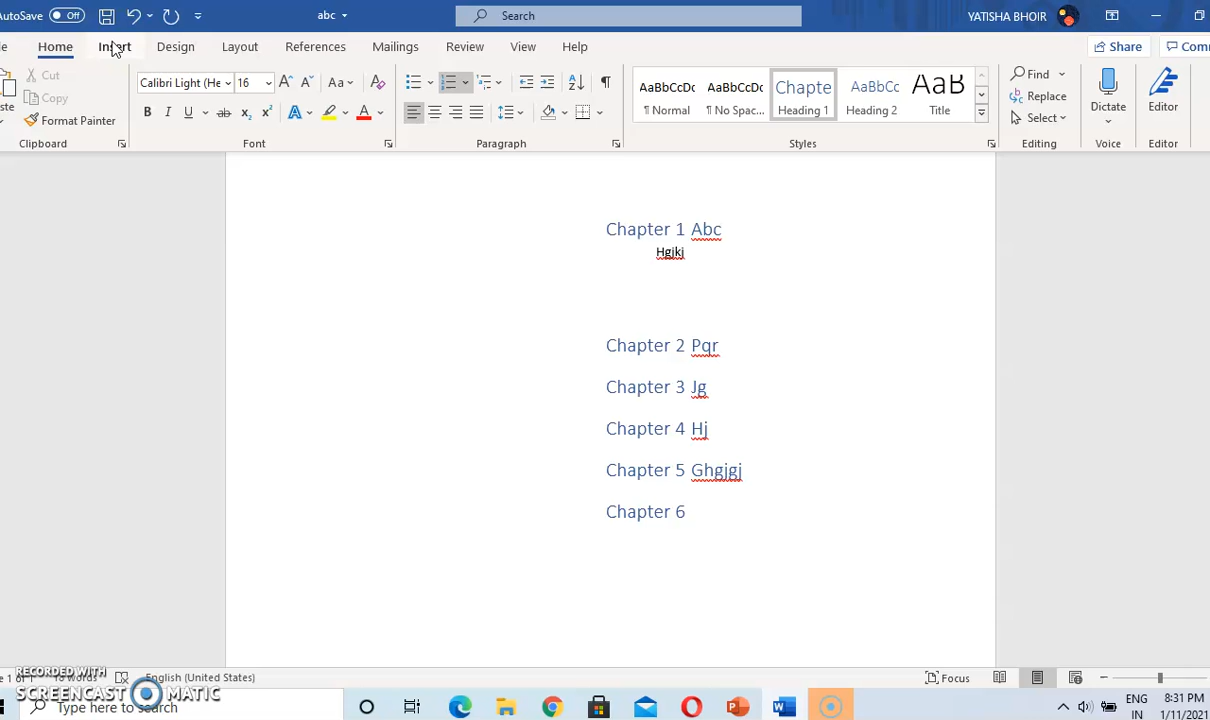 AutoSave Off abc Search YATISHA BHOIR
Home Insert Design Layout References Mailings Review View Help Share Com
Cut Calibri Light (He 16 Aa Find
Copy Replace
Format Painter Select
AaBbCcDc AaBbCcDc Chapte AaBbCc AaB
¶ Normal ¶ No Spac... Heading 1 Heading 2 Title
Dictate Editor
Clipboard Font Paragraph Styles Editing Voice Editor
Chapter 1 Abc
Hgjkj
Chapter 2 Pqr
Chapter 3 Jg
Chapter 4 Hj
Chapter 5 Ghgjgj
Chapter 6
English (United States) Focus
RECORDED WITH
SCREENCAST MATIC
Type here to search
ENG 8:31 PM
IN 1/11/2021